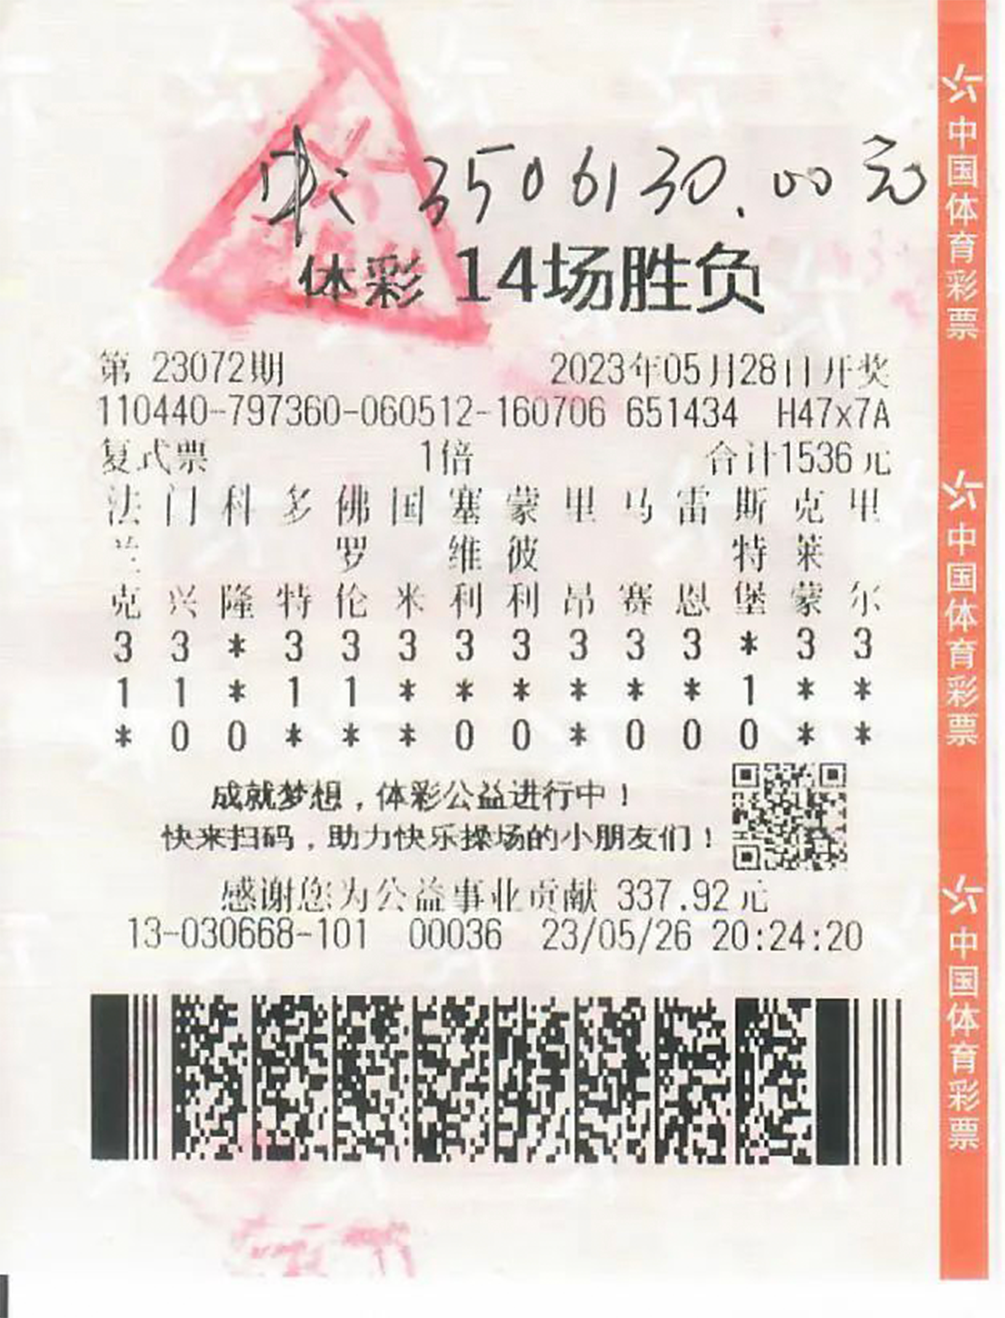 中: 3506130.00元
体彩 14场胜负
第 23072期 2023年05月28日开奖
110440-797360-060512-160706 651434 H47x7A
复式票 1倍 合计1536元
法 门 科 多 佛 国 塞 蒙 里 马 雷 斯 克 甲
兰 罗 维 彼 特 莱
克 兴 隆 特 伦 米 利 利 昂 赛 恩 堡 蒙 尔
3 3 * 3 3 3 3 3 3 3 3 * 3 3
1 1 * 1 1 * * * * * * 1 * *
* 0 0 * * * 0 0 * 0 0 0 * *
成就梦想，体彩公益进行中！
快来扫码，助力快乐操场的小朋友们！
感谢您为公益事业贡献 337.92元
13-030668-101 00036 23/05/26 20:24:20
中国体育彩票
中国体育彩票
中国体育彩票